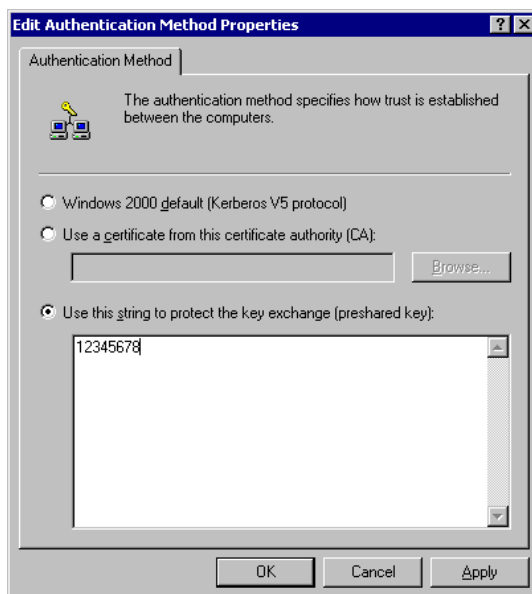 Edit Authentication Method Properties
Authentication Method
The authentication method specifies how trust is established
between the computers.
Windows 2000 default (Kerberos V5 protocol)
Use a certificate from this certificate authority (CA):
Browse...
Use this string to protect the key exchange (preshared key):
12345678
OK
Cancel
Apply